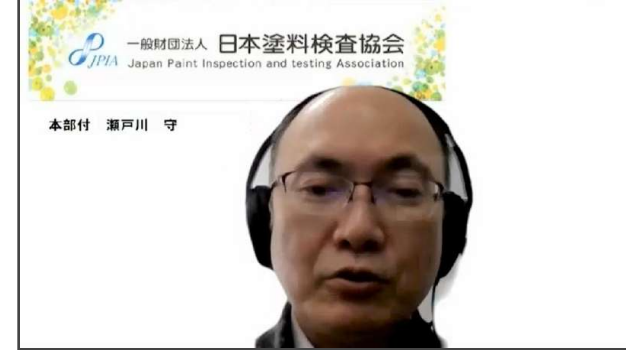 JPIA
一般財団法人 日本塗料検査協会
Japan Paint Inspection and testing Association
本部付 瀬戸川 守